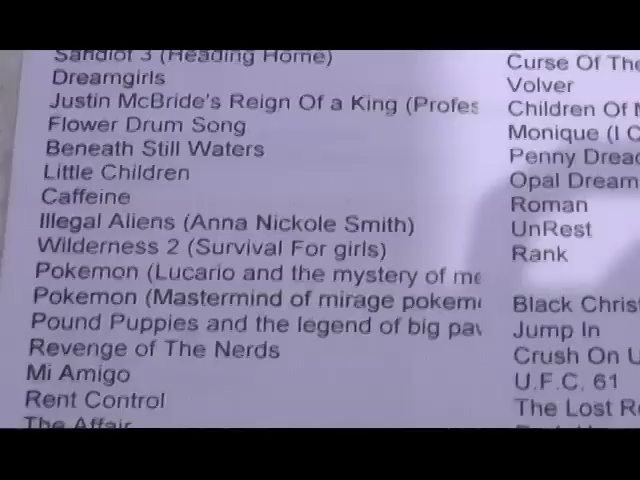 Sandlot 3 (Heading Home)
Dreamgirls
Justin McBride's Reign Of a King
Flower Drum Song
Beneath Still Waters
Little Children
Caffeine
Illegal Aliens (Anna Nickole Smith)
Wilderness 2 (Survival For girls)
Pokemon (Lucario and the mystery of me
Pokemon (Mastermind of mirage pokem
Pound Puppies and the legend of big
Revenge of The Nerds
Mi Amigo
Rent Control
The Affair
Curse Of The
Volver
Children Of
Monique (I
Penny
Opal Dream
Roman
UnRest
Rank
Black
Jump In
Crush On
U.F.C. 61
The Lost